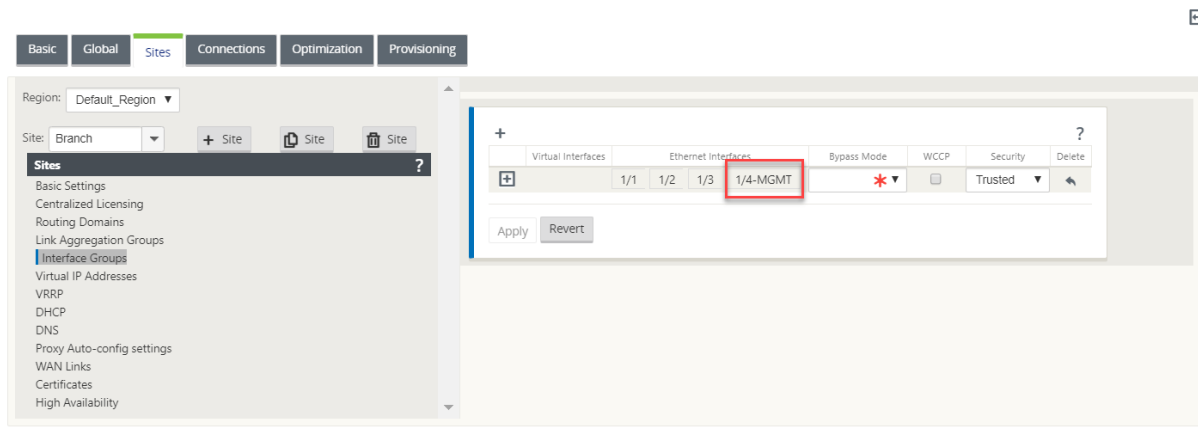 Basic Global Sites Connections Optimization Provisioning
Region: Default_Region ▼
Site: Branch + Site Site Site
Sites ?
Basic Settings
Centralized Licensing
Routing Domains
Link Aggregation Groups
Interface Groups
Virtual IP Addresses
VRRP
DHCP
DNS
Proxy Auto-config settings
WAN Links
Certificates
High Availability
+ ?
Virtual Interfaces Ethernet Interfaces Bypass Mode WCCP Security Delete
+ 1/1 1/2 1/3 1/4-MGMT * ▼ Trusted ▼
Apply Revert